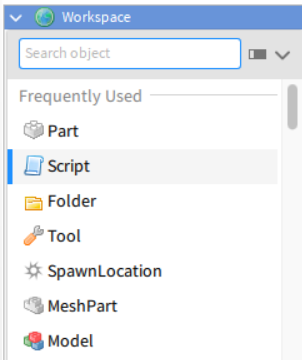 Workspace
Search object
Frequently Used
Part
Script
Folder
Tool
SpawnLocation
MeshPart
Model